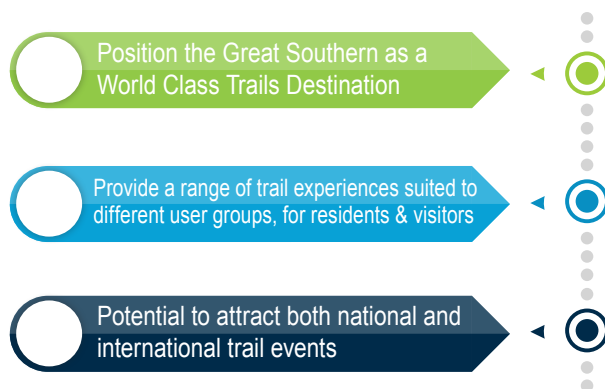 Position the Great Southern as a
World Class Trails Destination
Provide a range of trail experiences suited to
different user groups, for residents & visitors
Potential to attract both national and
international trail events